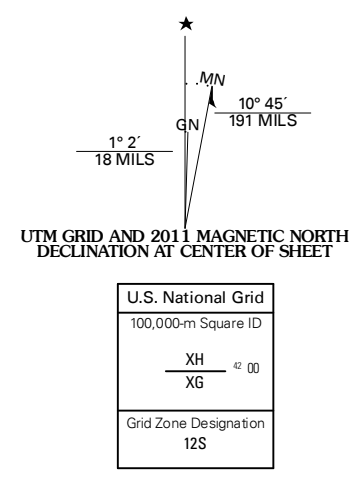 ★
MN
GN
10° 45´
191 MILS
1° 2´
18 MILS
UTM GRID AND 2011 MAGNETIC NORTH
DECLINATION AT CENTER OF SHEET
U.S. National Grid
100,000-m Square ID
XH
42 00
XG
Grid Zone Designation
12S